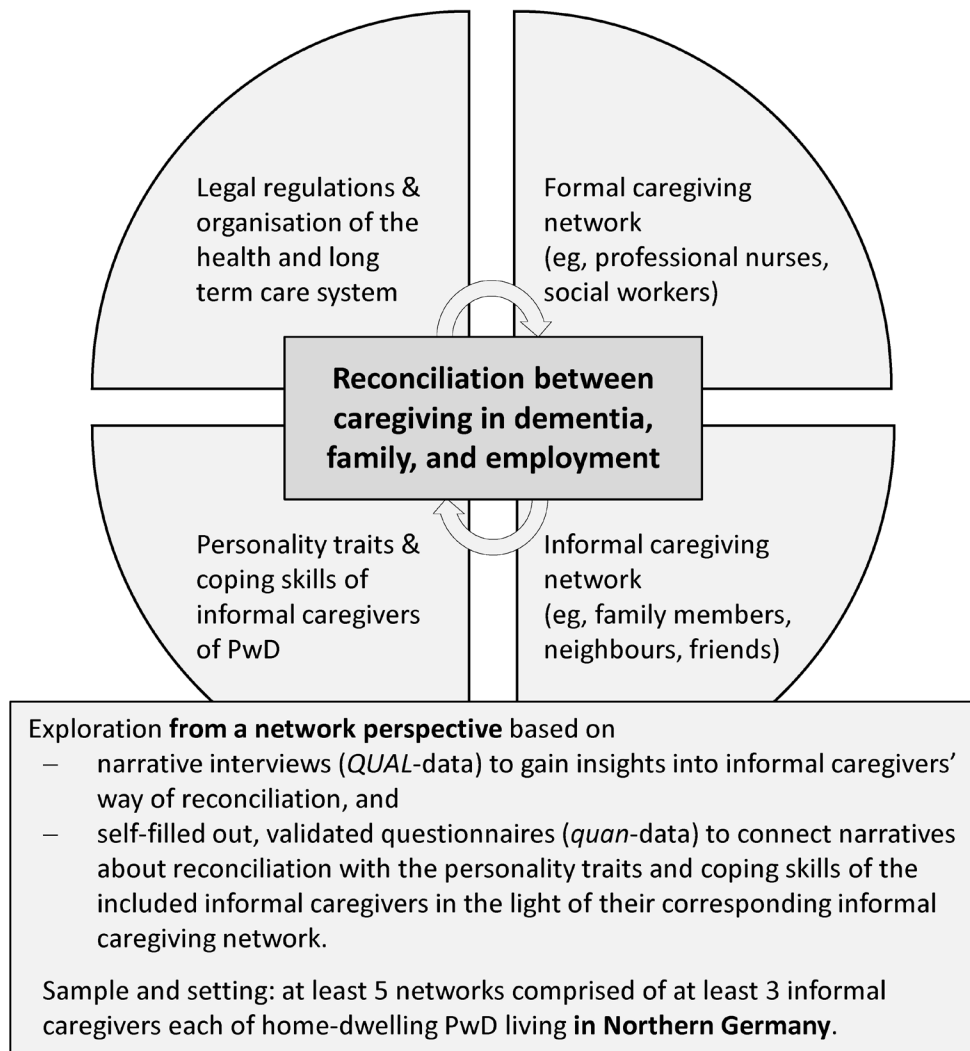 Legal regulations &
organisation of the
health and long
term care system
Formal caregiving
network
(eg, professional nurses,
social workers)
Reconciliation between
caregiving in dementia,
family, and employment
Personality traits &
coping skills of
informal caregivers
of PwD
Informal caregiving
network
(eg, family members,
neighbours, friends)
Exploration from a network perspective based on
– narrative interviews (QUAL-data) to gain insights into informal caregivers’
way of reconciliation, and
– self-filled out, validated questionnaires (quan-data) to connect narratives
about reconciliation with the personality traits and coping skills of the
included informal caregivers in the light of their corresponding informal
caregiving network.
Sample and setting: at least 5 networks comprised of at least 3 informal
caregivers each of home-dwelling PwD living in Northern Germany.